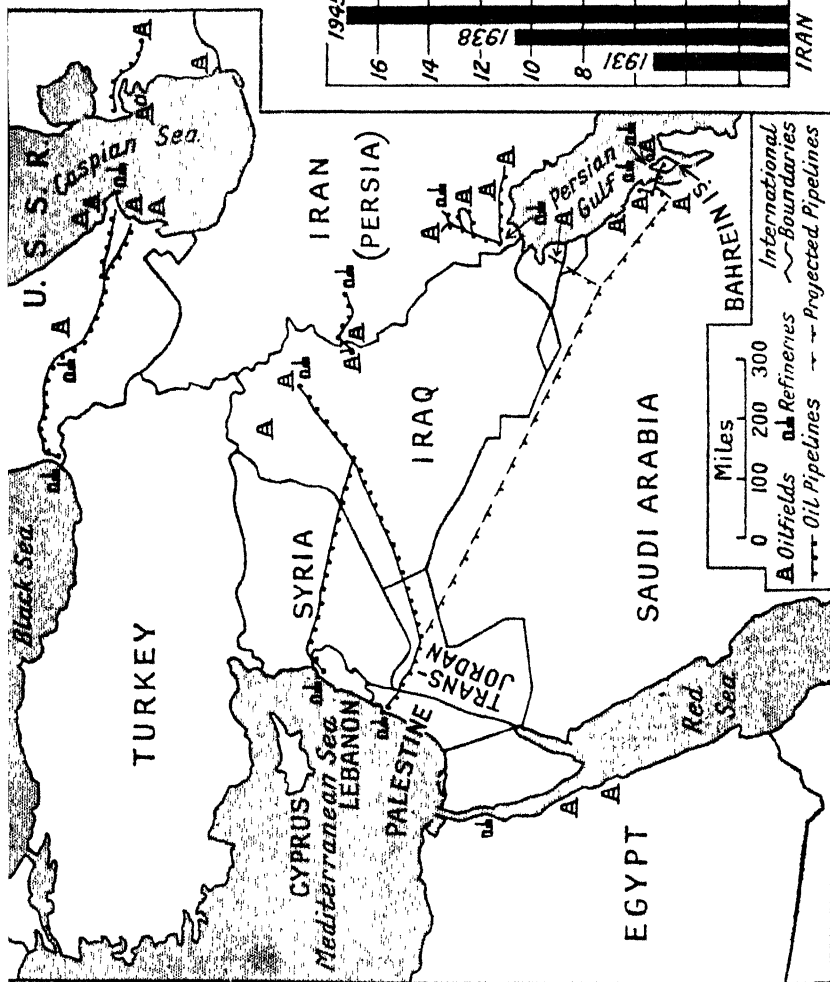 U. S. S. R.
Caspian
Sea
Black Sea
TURKEY
IRAN
(PERSIA)
SYRIA
CYPRUS
Mediterranean Sea
LEBANON
PALESTINE
TRANS-
JORDAN
IRAQ
Persian
Gulf
EGYPT
SAUDI ARABIA
Red
Sea
BAHREIN IS.
Miles
0 100 200 300
Oilfields
Refineries
International
Boundaries
Oil Pipelines
Projected Pipelines
16
14
12
10
8
1938
1931
IRAN